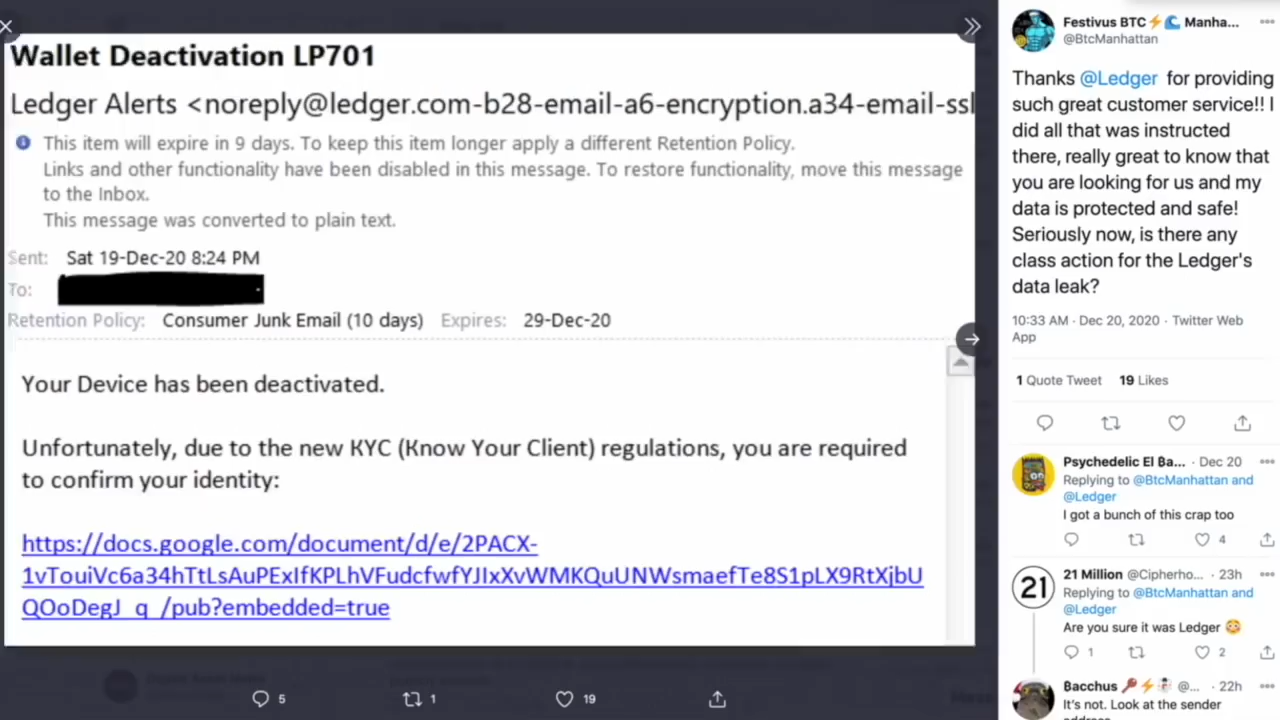 Wallet Deactivation LP701
Ledger Alerts <noreply@ledger.com-b28-email-a6-encryption.a34-email-ssl
This item will expire in 9 days. To keep this item longer apply a different Retention Policy.
Links and other functionality have been disabled in this message. To restore functionality, move this message
to the Inbox.
This message was converted to plain text.
Sent: Sat 19-Dec-20 8:24 PM
To:
Retention Policy: Consumer Junk Email (10 days) Expires: 29-Dec-20
Your Device has been deactivated.
Unfortunately, due to the new KYC (Know Your Client) regulations, you are required
to confirm your identity:
https://docs.google.com/document/d/e/2PACX-
1vTouiVc6a34hTtLsAuPExIfKPLhVFudcfwfYJIxXvWMKQuUNWsmaefTe8S1pLX9RtXjbU
QOoDegJ_q_/pub?embedded=true
5 1 19
Festivus BTC⚡🌊 Manha...
@BtcManhattan
Thanks @Ledger for providing
such great customer service!! I
did all that was instructed
there, really great to know that
you are looking for us and my
data is protected and safe!
Seriously now, is there any
class action for the Ledger's
data leak?
10:33 AM · Dec 20, 2020 · Twitter Web
App
1 Quote Tweet 19 Likes
Psychedelic El Ba... · Dec 20
Replying to @BtcManhattan and
@Ledger
I got a bunch of this crap too
4
21
21 Million @Cipherho... · 23h
Replying to @BtcManhattan and
@Ledger
Are you sure it was Ledger 😳
1 2
Bacchus 🔑⚡☃ @... · 22h
It's not. Look at the sender